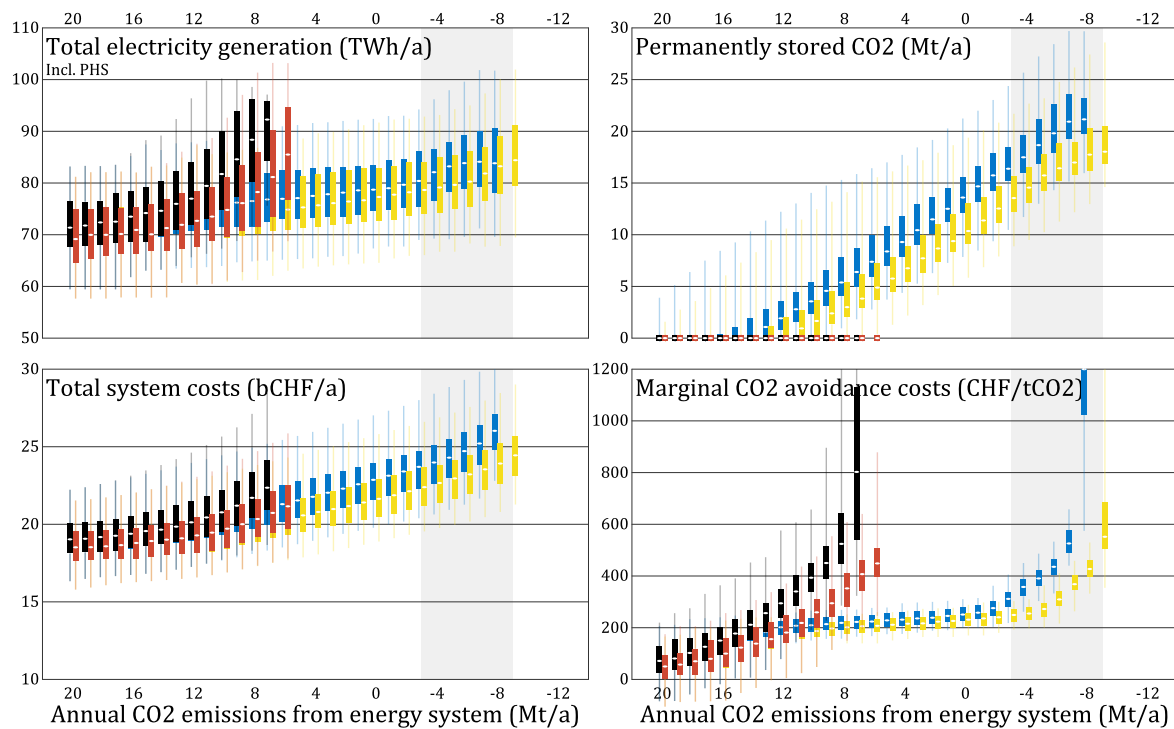 20 16 12 8 4 0 -4 -8 -12
20 16 12 8 4 0 -4 -8 -12
110
100
90
80
70
60
50
Total electricity generation (TWh/a)
Incl. PHS
30
25
20
15
10
5
0
Permanently stored CO2 (Mt/a)
30
25
20
15
10
Total system costs (bCHF/a)
1200
1000
800
600
400
200
0
Marginal CO2 avoidance costs (CHF/tCO2)
20 16 12 8 4 0 -4 -8 -12
Annual CO2 emissions from energy system (Mt/a)
20 16 12 8 4 0 -4 -8 -12
Annual CO2 emissions from energy system (Mt/a)